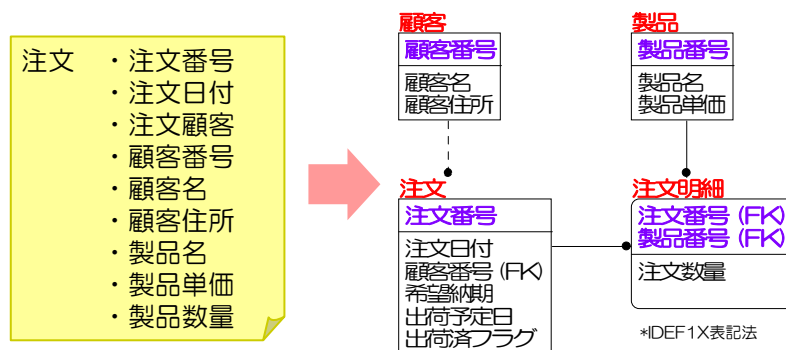 注文 ・注文番号
・注文日付
・注文顧客
・顧客番号
・顧客名
・顧客住所
・製品名
・製品単価
・製品数量
顧客
顧客番号
顧客名
顧客住所
製品
製品番号
製品名
製品単価
注文
注文番号
注文日付
顧客番号 (FK)
希望納期
出荷予定日
出荷済フラグ
注文明細
注文番号 (FK)
製品番号 (FK)
注文数量
*IDEF1X表記法